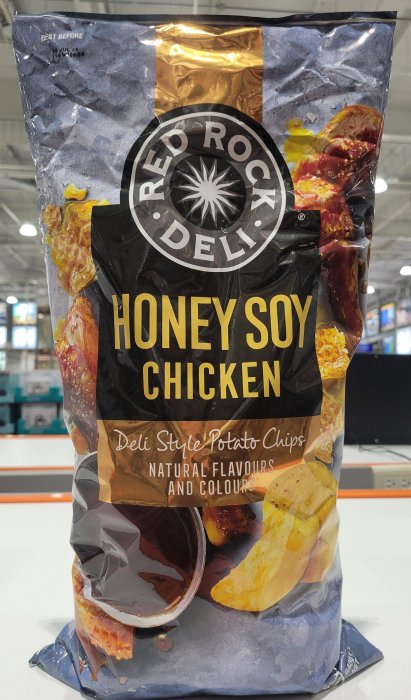 BEST BEFORE
RED ROCK
DELI
®
HONEY SOY
CHICKEN
Deli Style Potato Chips
NATURAL FLAVOURS
AND COLOURS